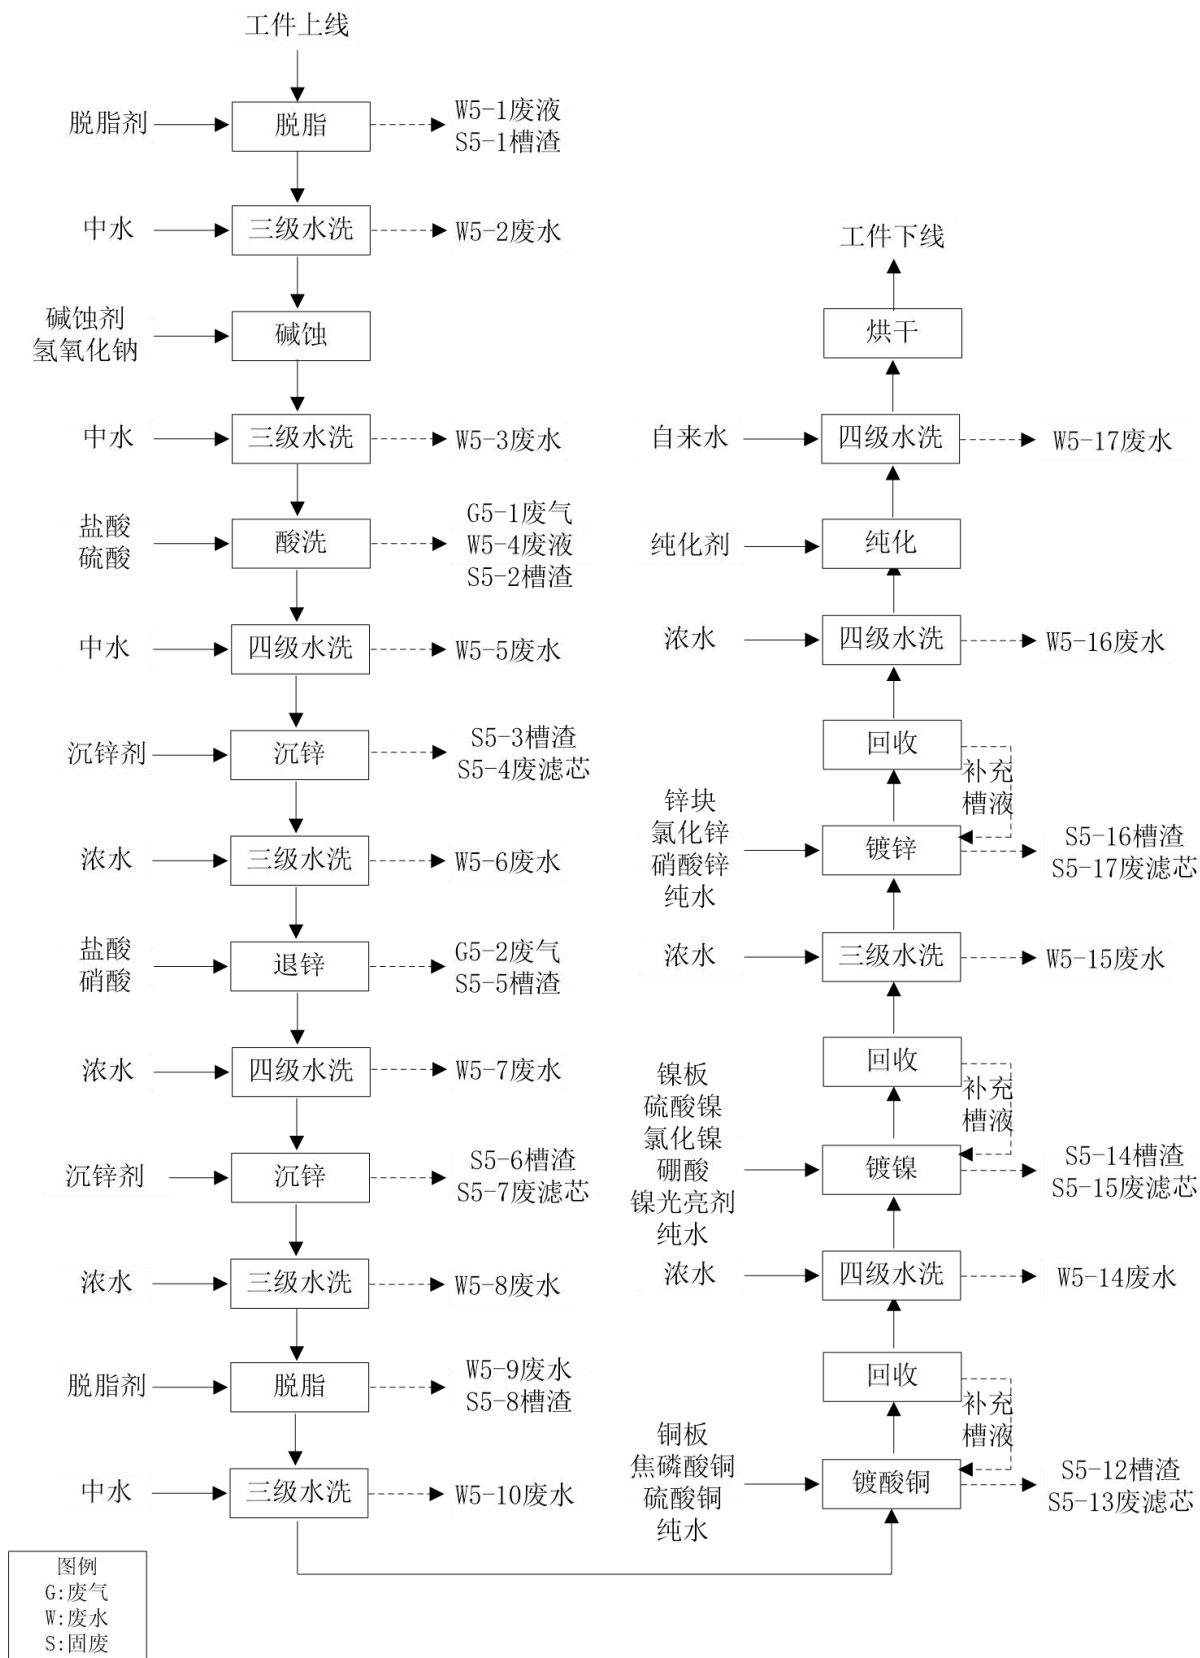 工件上线
脱脂剂
脱脂
W5-1废液
S5-1槽渣
中水
三级水洗
W5-2废水
碱蚀剂
氢氧化钠
碱蚀
中水
三级水洗
W5-3废水
盐酸
硫酸
酸洗
G5-1废气
W5-4废液
S5-2槽渣
中水
四级水洗
W5-5废水
沉锌剂
沉锌
S5-3槽渣
S5-4废滤芯
浓水
三级水洗
W5-6废水
盐酸
硝酸
退锌
G5-2废气
S5-5槽渣
浓水
四级水洗
W5-7废水
沉锌剂
沉锌
S5-6槽渣
S5-7废滤芯
浓水
三级水洗
W5-8废水
脱脂剂
脱脂
W5-9废水
S5-8槽渣
中水
三级水洗
W5-10废水
铜板
焦磷酸铜
硫酸铜
纯水
镀酸铜
S5-12槽渣
S5-13废滤芯
回收
补充
槽液
浓水
四级水洗
W5-14废水
镍板
硫酸镍
氯化镍
硼酸
镍光亮剂
纯水
镀镍
S5-14槽渣
S5-15废滤芯
回收
补充
槽液
浓水
三级水洗
W5-15废水
锌块
氯化锌
硝酸锌
纯水
镀锌
S5-16槽渣
S5-17废滤芯
回收
补充
槽液
浓水
四级水洗
W5-16废水
纯化剂
纯化
自来水
四级水洗
W5-17废水
烘干
工件下线
图例
G:废气
W:废水
S:固废